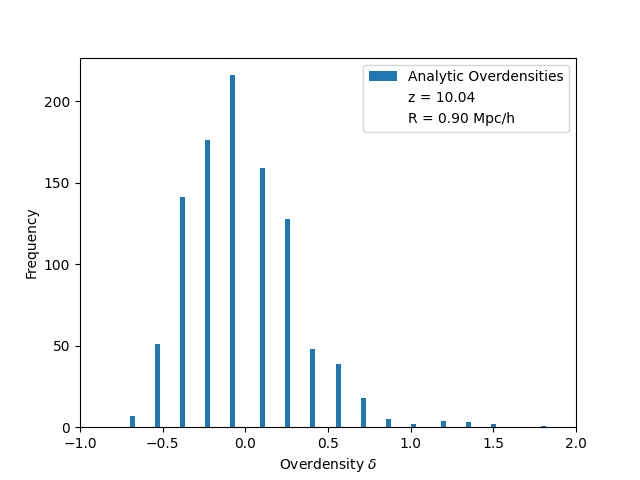 Analytic Overdensities
z = 10.04
R = 0.90 Mpc/h
200
150
100
50
0
Frequency
−1.0 −0.5 0.0 0.5 1.0 1.5 2.0
Overdensity δ